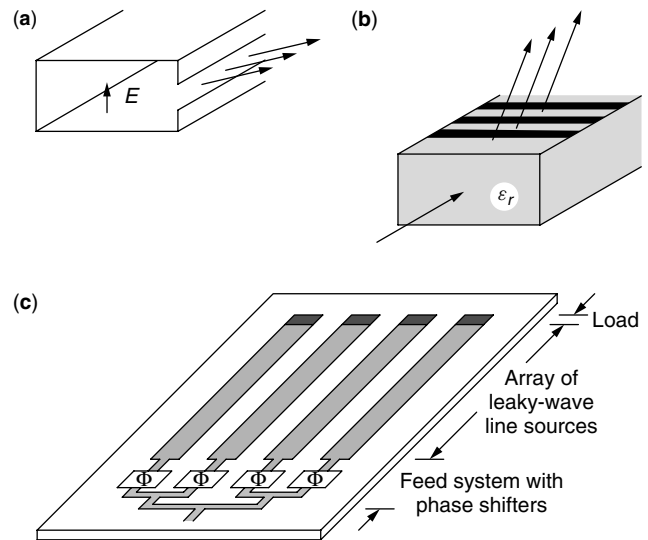 (a)
E
(b)
εr
(c)
Load
Array of
leaky-wave
line sources
Φ Φ Φ Φ
Feed system with
phase shifters